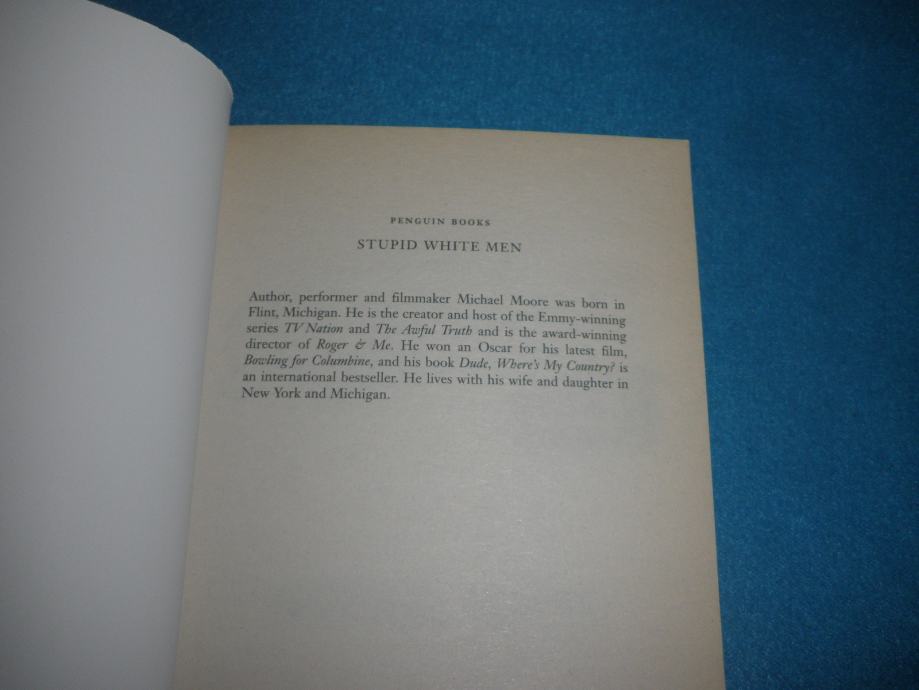 PENGUIN BOOKS
STUPID WHITE MEN
Author, performer and filmmaker Michael Moore was born in
Flint, Michigan. He is the creator and host of the Emmy-winning
series TV Nation and The Awful Truth and is the award-winning
director of Roger & Me. He won an Oscar for his latest film,
Bowling for Columbine, and his book Dude, Where's My Country? is
an international bestseller. He lives with his wife and daughter in
New York and Michigan.